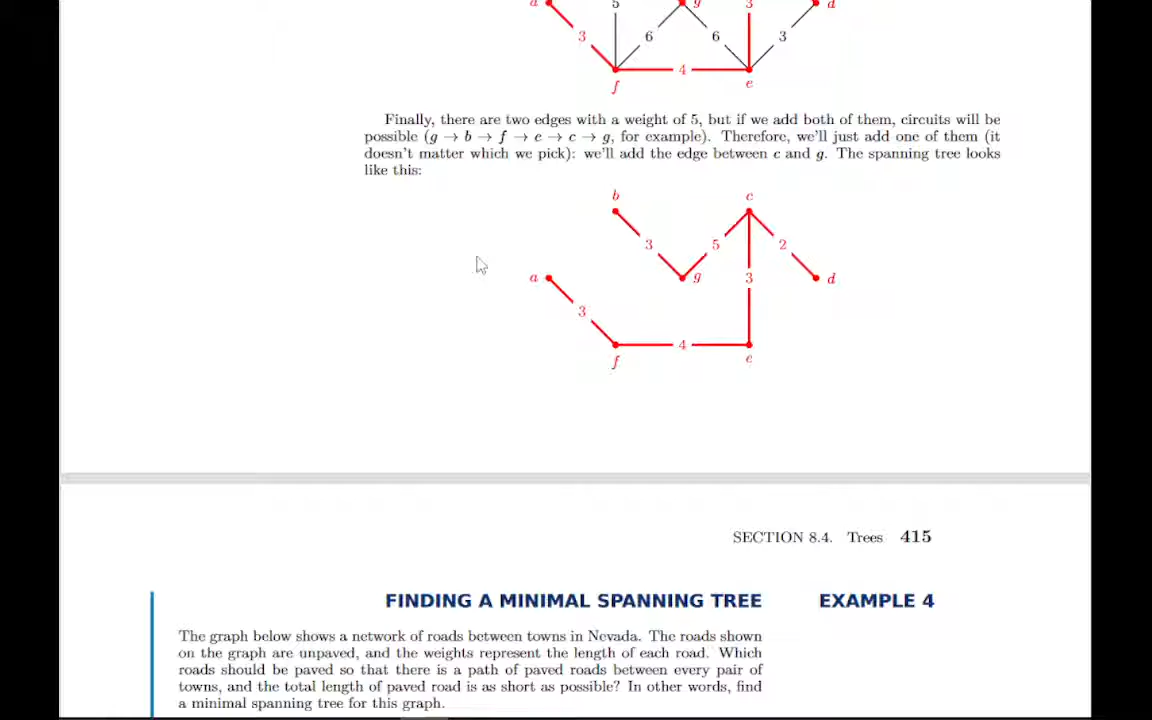 a 5 g 3 d
3 6 6 3
4
f e
Finally, there are two edges with a weight of 5, but if we add both of them, circuits will be
possible (g → b → f → e → c → g, for example). Therefore, we'll just add one of them (it
doesn't matter which we pick): we'll add the edge between c and g. The spanning tree looks
like this:
b c
3 5 2
a g 3 d
3
4
f e
SECTION 8.4. Trees 415
FINDING A MINIMAL SPANNING TREE EXAMPLE 4
The graph below shows a network of roads between towns in Nevada. The roads shown
on the graph are unpaved, and the weights represent the length of each road. Which
roads should be paved so that there is a path of paved roads between every pair of
towns, and the total length of paved road is as short as possible? In other words, find
a minimal spanning tree for this graph.